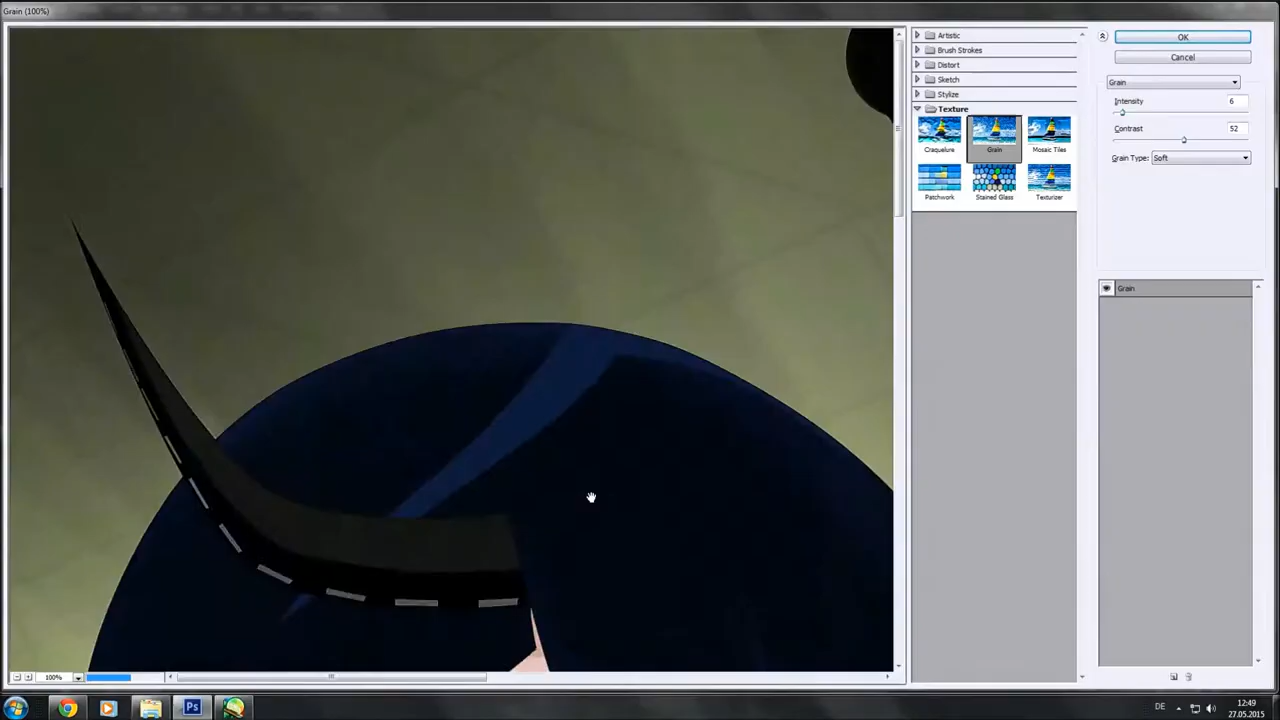 Grain (100%)
Artistic
Brush Strokes
Distort
Sketch
Stylize
Texture
Craquelure
Grain
Mosaic Tiles
Patchwork
Stained Glass
Texturizer
OK
Cancel
Grain
Intensity 6
Contrast 52
Grain Type: Soft
Grain
100%
Ps
DE
12:49
27.05.2015